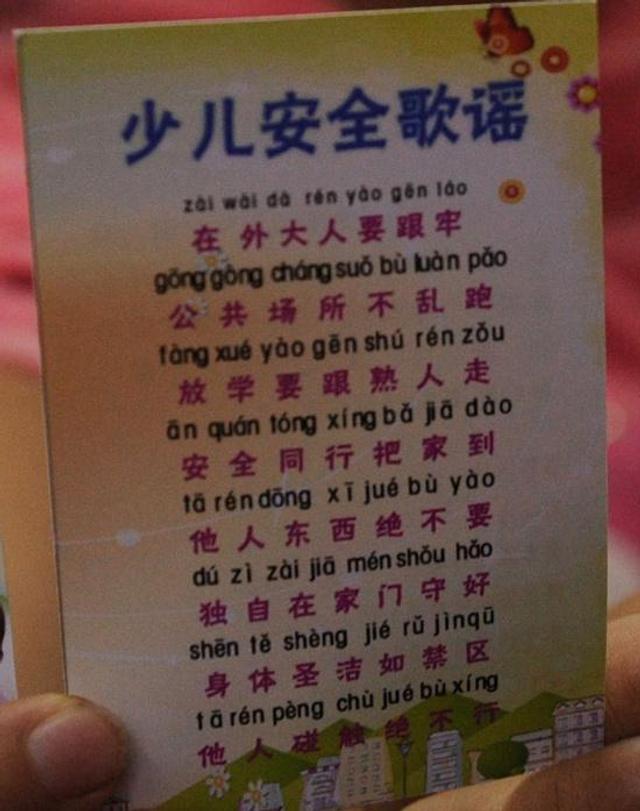 少儿安全歌谣
zài wài dà rén yào gēn láo
在外大人要跟牢
gōng gòng cháng suǒ bù luàn pǎo
公共场所不乱跑
fàng xué yào gēn shú rén zǒu
放学要跟熟人走
ān quán tóng xíng bǎ jiā dào
安全同行把家到
tā rén dōng xī jué bù yào
他人东西绝不要
dú zì zài jiā mén shǒu hǎo
独自在家门守好
shēn tǐ shèng jié rú jìn qū
身体圣洁如禁区
tā rén pèng chù jué bù xíng
他人碰触绝不行